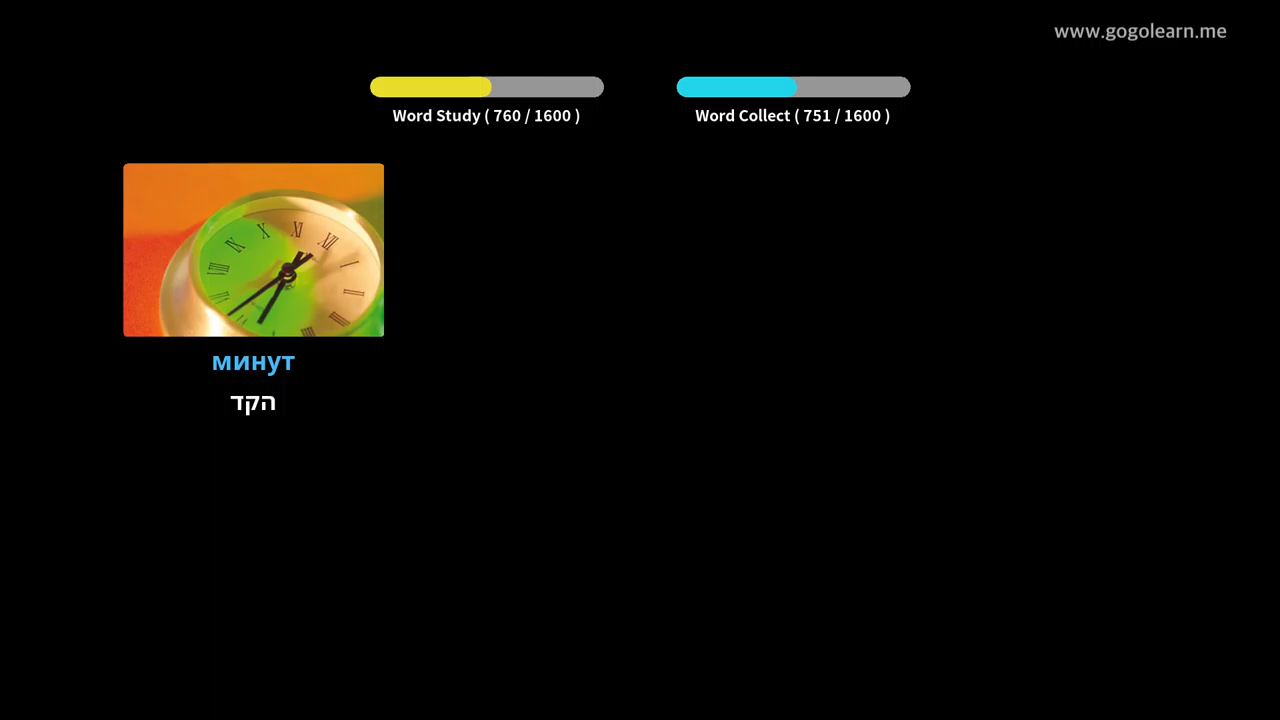 www.gogolearn.me
Word Study ( 760 / 1600 )
Word Collect ( 751 / 1600 )
минут
הקד